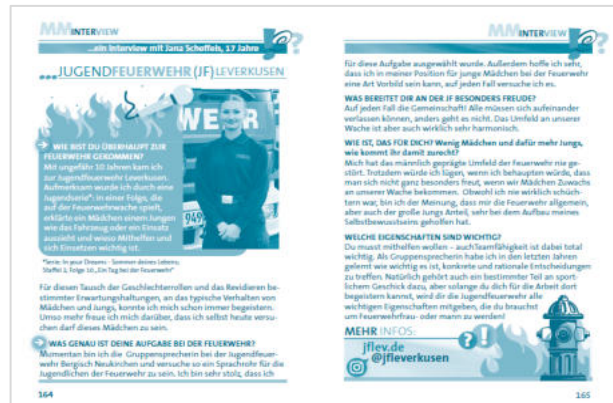 MMINTERVIEW
...ein Interview mit Jana Scheffels, 17 Jahre
...JUGENDFEUERWEHR (JF) LEVERKUSEN
WIE BIST DU ÜBERHAUPT ZUR
FEUERWEHR GEKOMMEN?
Mit ungefähr 10 Jahren kam ich
zur Jugendfeuerwehr Leverkusen.
Aufmerksam wurde ich durch eine
Jugendserie*: in einer Folge, die
auf der Feuerwehrwache spielt,
erklärte ein Mädchen einem Jungen
wie das Fahrzeug oder ein Einsatz
aussieht und wieso Mithelfen und
sich Einsetzen wichtig ist.
*Serie: In your Dreams - Sommer deines Lebens;
Staffel 2, Folge 10, „Ein Tag bei der Feuerwehr"
Für diesen Tausch der Geschlechterrollen und das Revidieren be-
stimmter Erwartungshaltungen, an das typische Verhalten von
Mädchen und Jungs, konnte ich mich schon immer begeistern.
Umso mehr freue ich mich darüber, dass ich selbst heute versu-
chen darf dieses Mädchen zu sein.
WAS GENAU IST DEINE AUFGABE BEI DER FEUERWEHR?
Momentan bin ich die Gruppensprecherin bei der Jugendfeuer-
wehr Bergisch Neukirchen und versuche so ein Sprachrohr für die
Jugendlichen der Feuerwehr zu sein. Ich bin sehr stolz, dass ich
164
MMINTERVIEW
für diese Aufgabe ausgewählt wurde. Außerdem hoffe ich sehr,
dass ich in meiner Position für junge Mädchen bei der Feuerwehr
eine Art Vorbild sein kann, auf jeden Fall versuche ich es.
WAS BEREITET DIR AN DER JF BESONDERS FREUDE?
Auf jeden Fall die Gemeinschaft! Alle müssen sich aufeinander
verlassen können, anders geht es nicht. Das Umfeld an unserer
Wache ist aber auch wirklich sehr harmonisch.
WIE IST, DAS FÜR DICH? Wenig Mädchen und dafür mehr Jungs,
wie kommt ihr damit zurecht?
Mich hat das männlich geprägte Umfeld der Feuerwehr nie ge-
stört. Trotzdem würde ich lügen, wenn ich behaupten würde, dass
man sich nicht ganz besonders freut, wenn wir Mädchen Zuwachs
an unserer Wache bekommen. Obwohl ich nie wirklich schüch-
tern war, bin ich der Meinung, dass mir die Feuerwehr allgemein,
aber auch der große Jungs Anteil, sehr bei dem Aufbau meines
Selbstbewusstseins geholfen hat.
WELCHE EIGENSCHAFTEN SIND WICHTIG?
Du musst mithelfen wollen – auchTeamfähigkeit ist dabei total
wichtig. Als Gruppensprecherin habe ich in den letzten Jahren
gelernt wie wichtig es ist, konkrete und rationale Entscheidungen
zu treffen. Natürlich gehört auch ein bestimmter Teil an sport-
lichem Geschick dazu, aber solange du dich für die Arbeit dort
begeistern kannst, wird dir die Jugendfeuerwehr alle
wichtigen Eigenschaften mitgeben, die du brauchst
um Feuerwehrfrau- oder mann zu werden!
MEHR INFOS:
jflev.de
@jfleverkusen
165